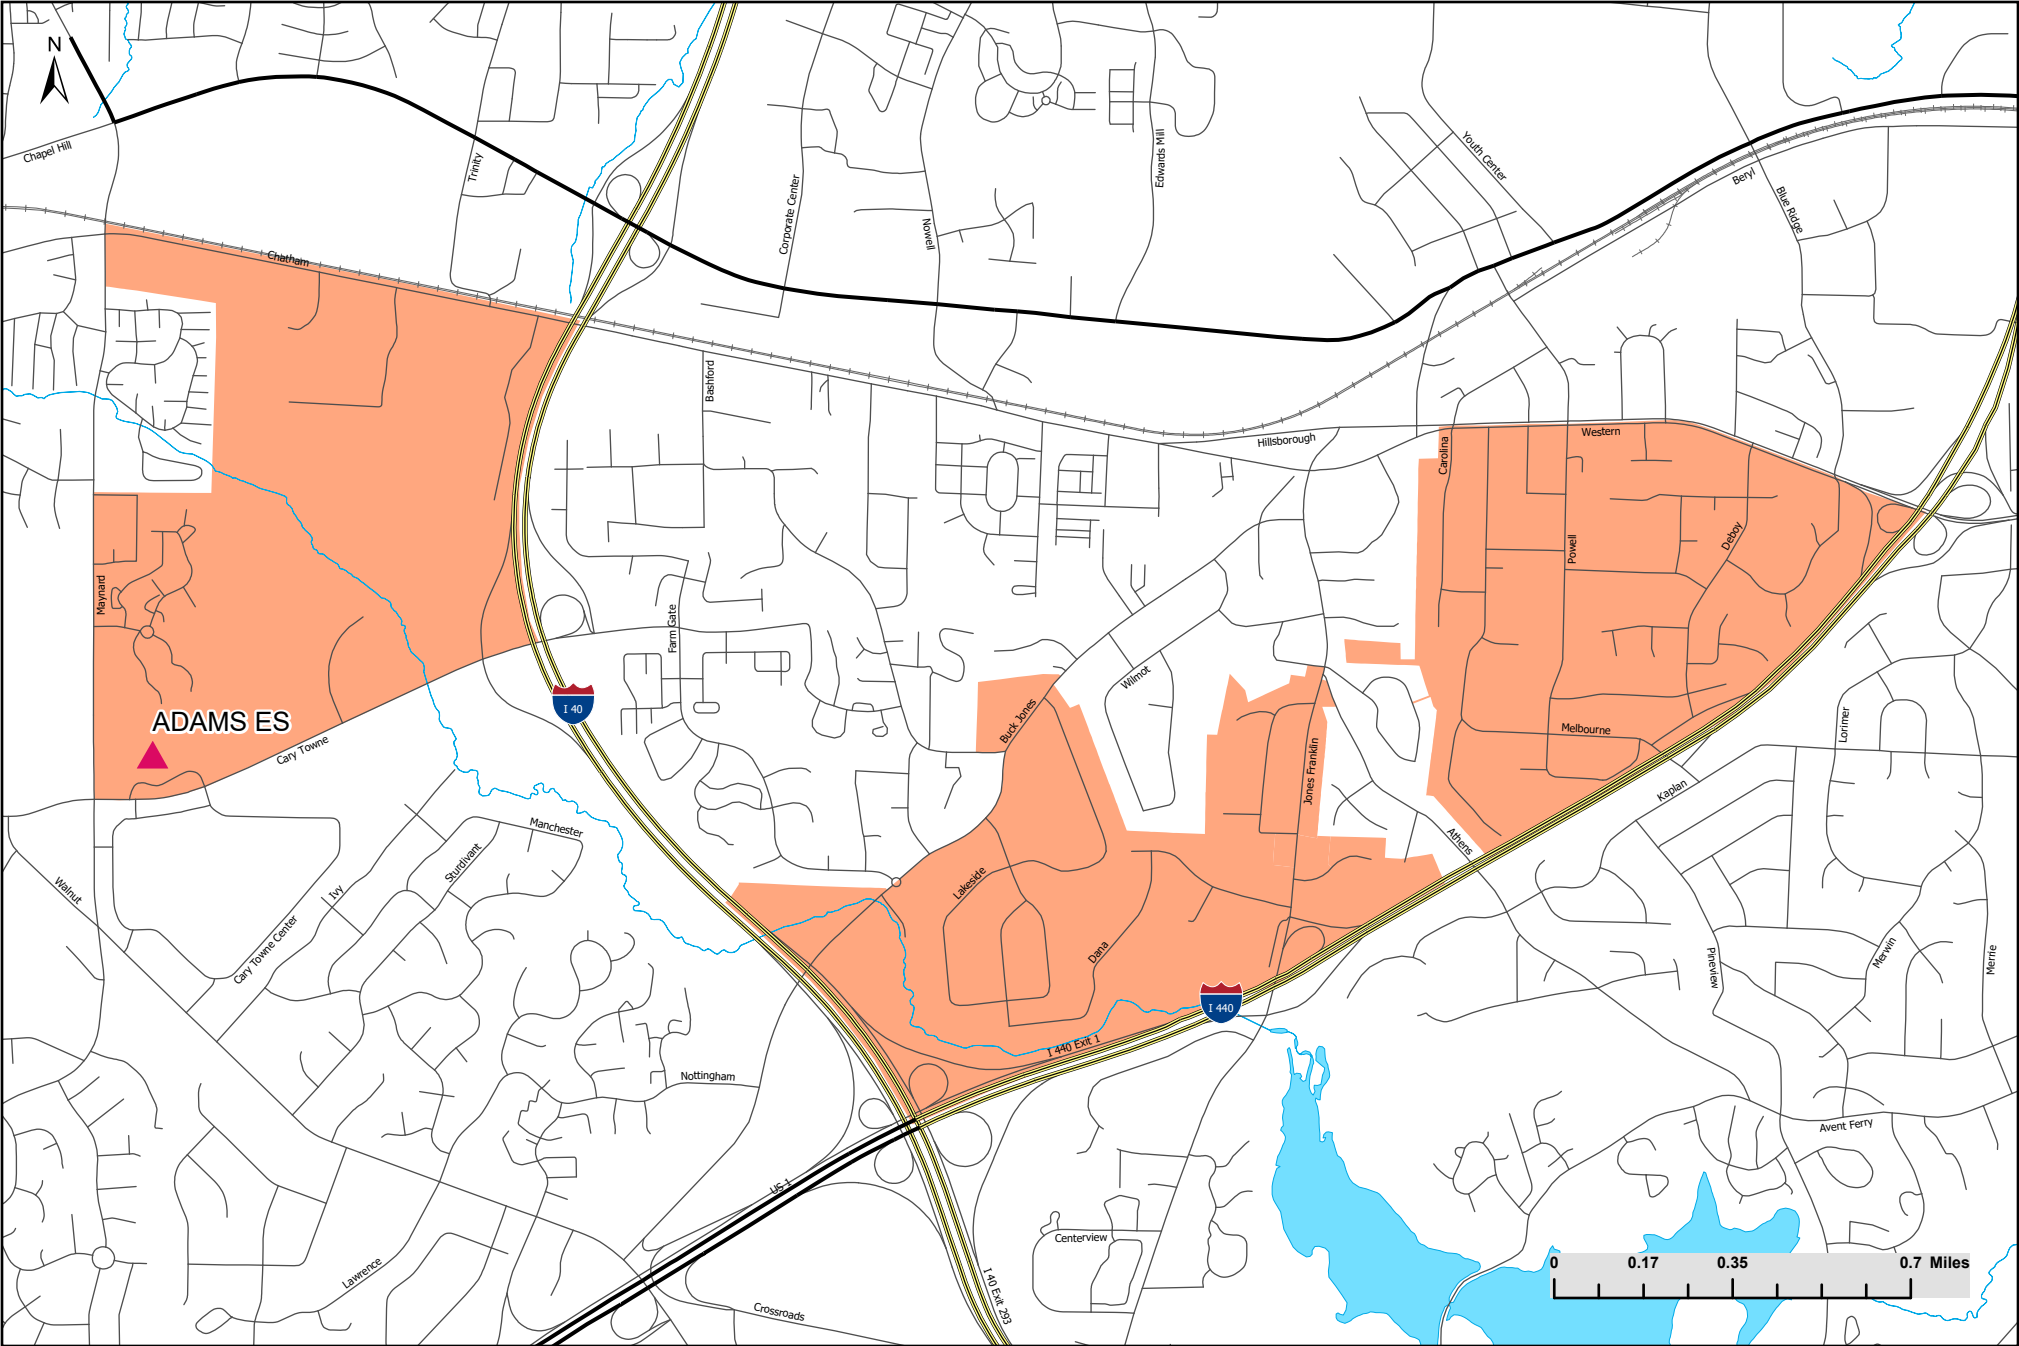 N
Chapel Hill
Trinity
Corporate Center
Nowell
Edwards Mill
Youth Center
Beryl
Blue Ridge
Chatham
Bashford
Hillsborough
Carolina
Western
Powell
Deboy
Maynard
Farm Gate
Wilmot
Buck Jones
Jones Franklin
Melbourne
Lorimer
I 40
ADAMS ES
Cary Towne
Kaplan
Athens
Manchester
Sturdivant
Ivy
Walnut
Cary Towne Center
Lakeside
Dana
Pineview
Merwin
Merrie
I 440
I 440 Exit 1
Nottingham
Avent Ferry
US 1
Centerview
Lawrence
I 40 Exit 293
Crossroads
0 0.17 0.35 0.7 Miles